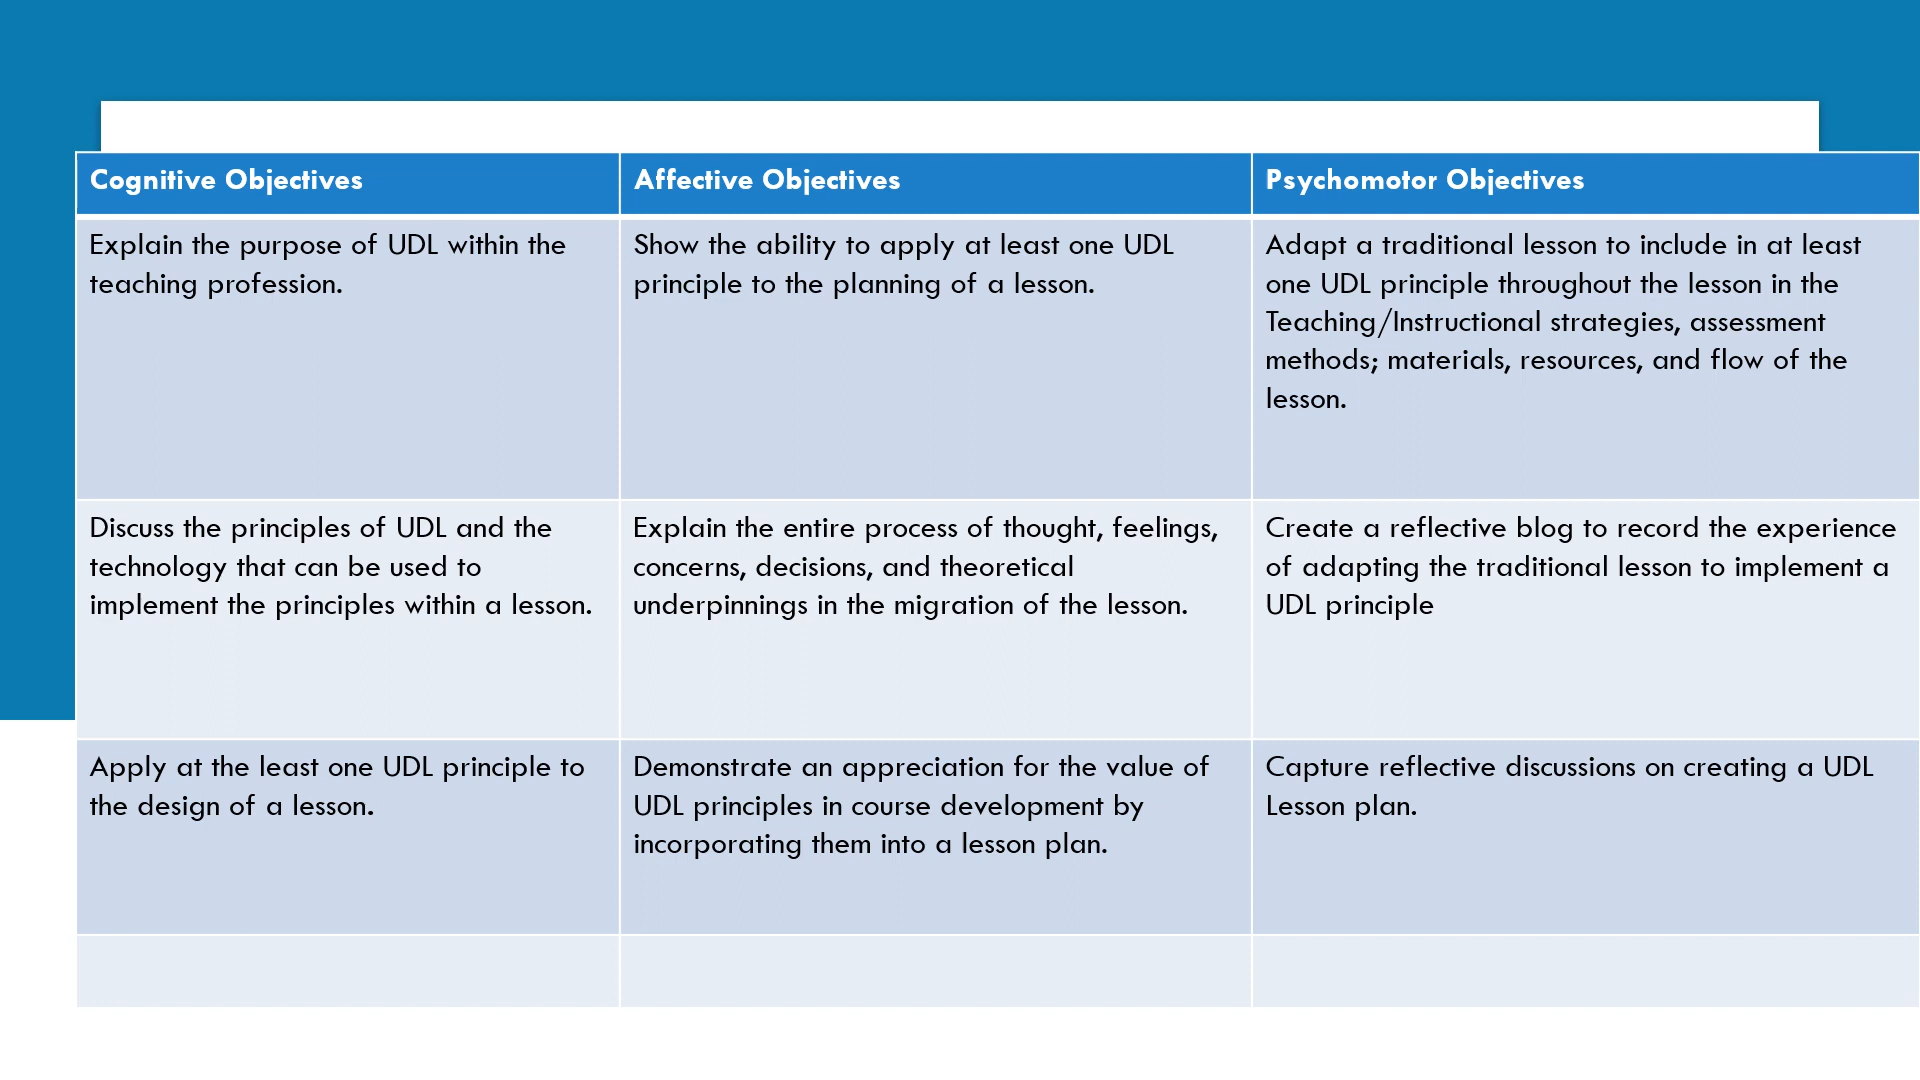 Cognitive Objectives
Affective Objectives
Psychomotor Objectives
Explain the purpose of UDL within the
teaching profession.
Show the ability to apply at least one UDL
principle to the planning of a lesson.
Adapt a traditional lesson to include in at least
one UDL principle throughout the lesson in the
Teaching/Instructional strategies, assessment
methods; materials, resources, and flow of the
lesson.
Discuss the principles of UDL and the
technology that can be used to
implement the principles within a lesson.
Explain the entire process of thought, feelings,
concerns, decisions, and theoretical
underpinnings in the migration of the lesson.
Create a reflective blog to record the experience
of adapting the traditional lesson to implement a
UDL principle
Apply at the least one UDL principle to
the design of a lesson.
Demonstrate an appreciation for the value of
UDL principles in course development by
incorporating them into a lesson plan.
Capture reflective discussions on creating a UDL
Lesson plan.